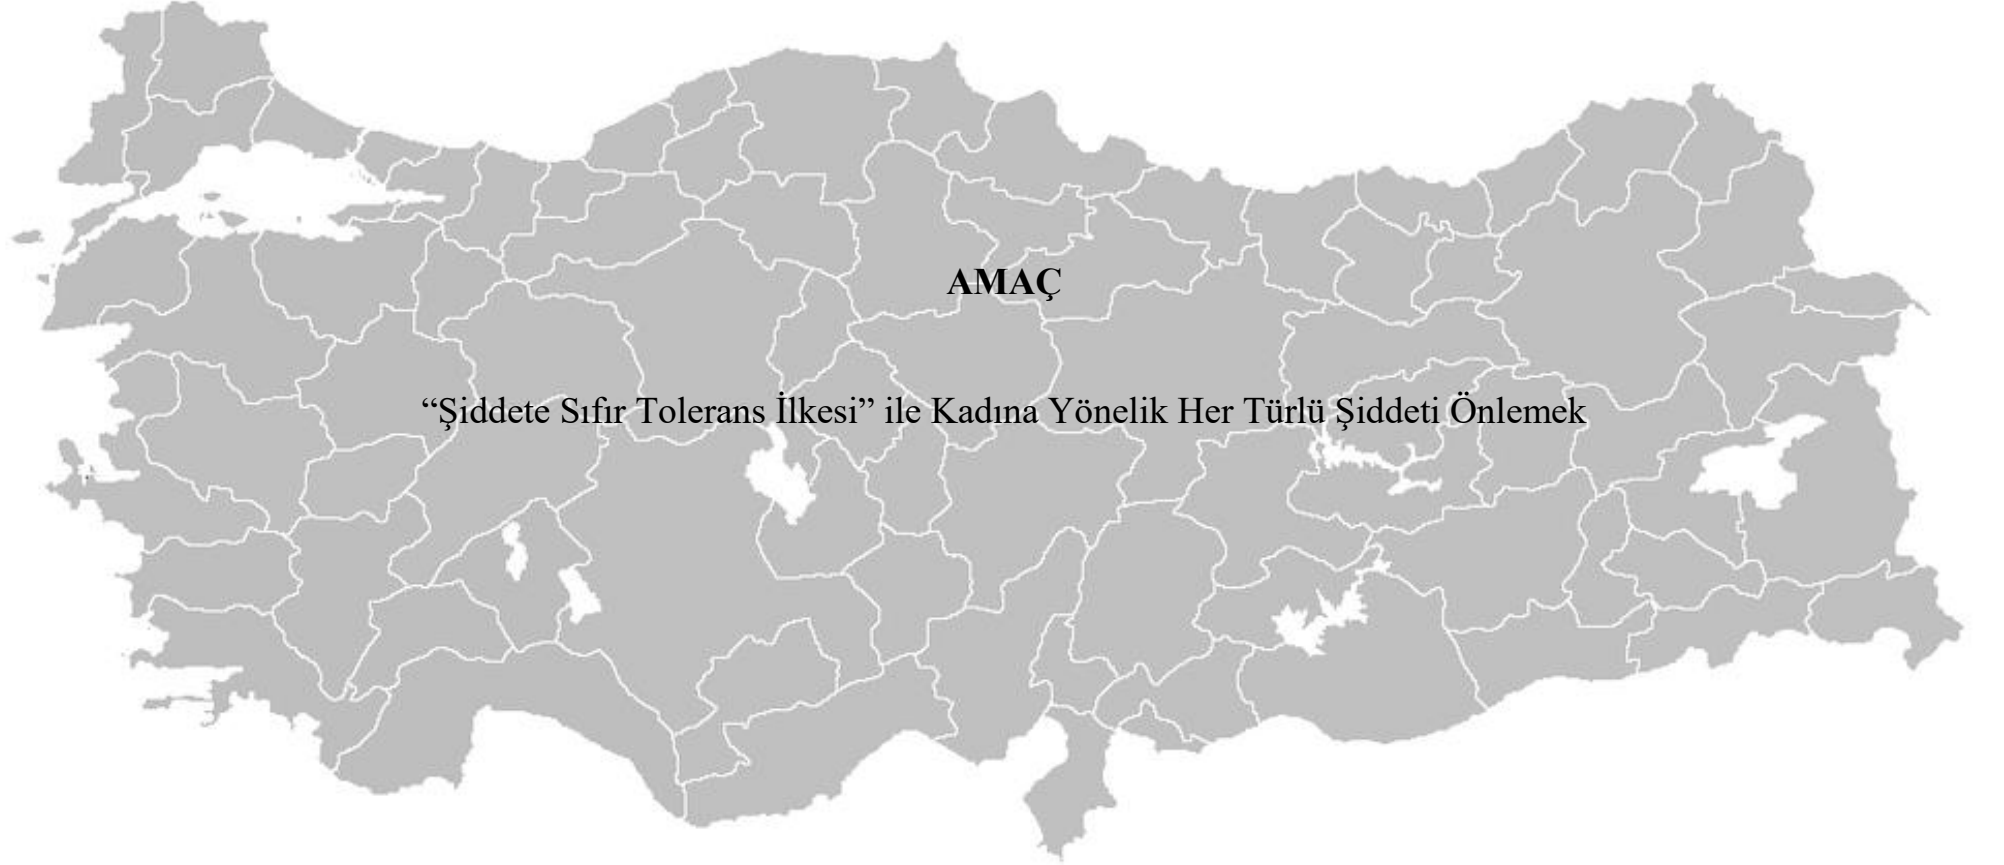 AMAÇ
“Şiddete Sıfır Tolerans İlkesi” ile Kadına Yönelik Her Türlü Şiddeti Önlemek